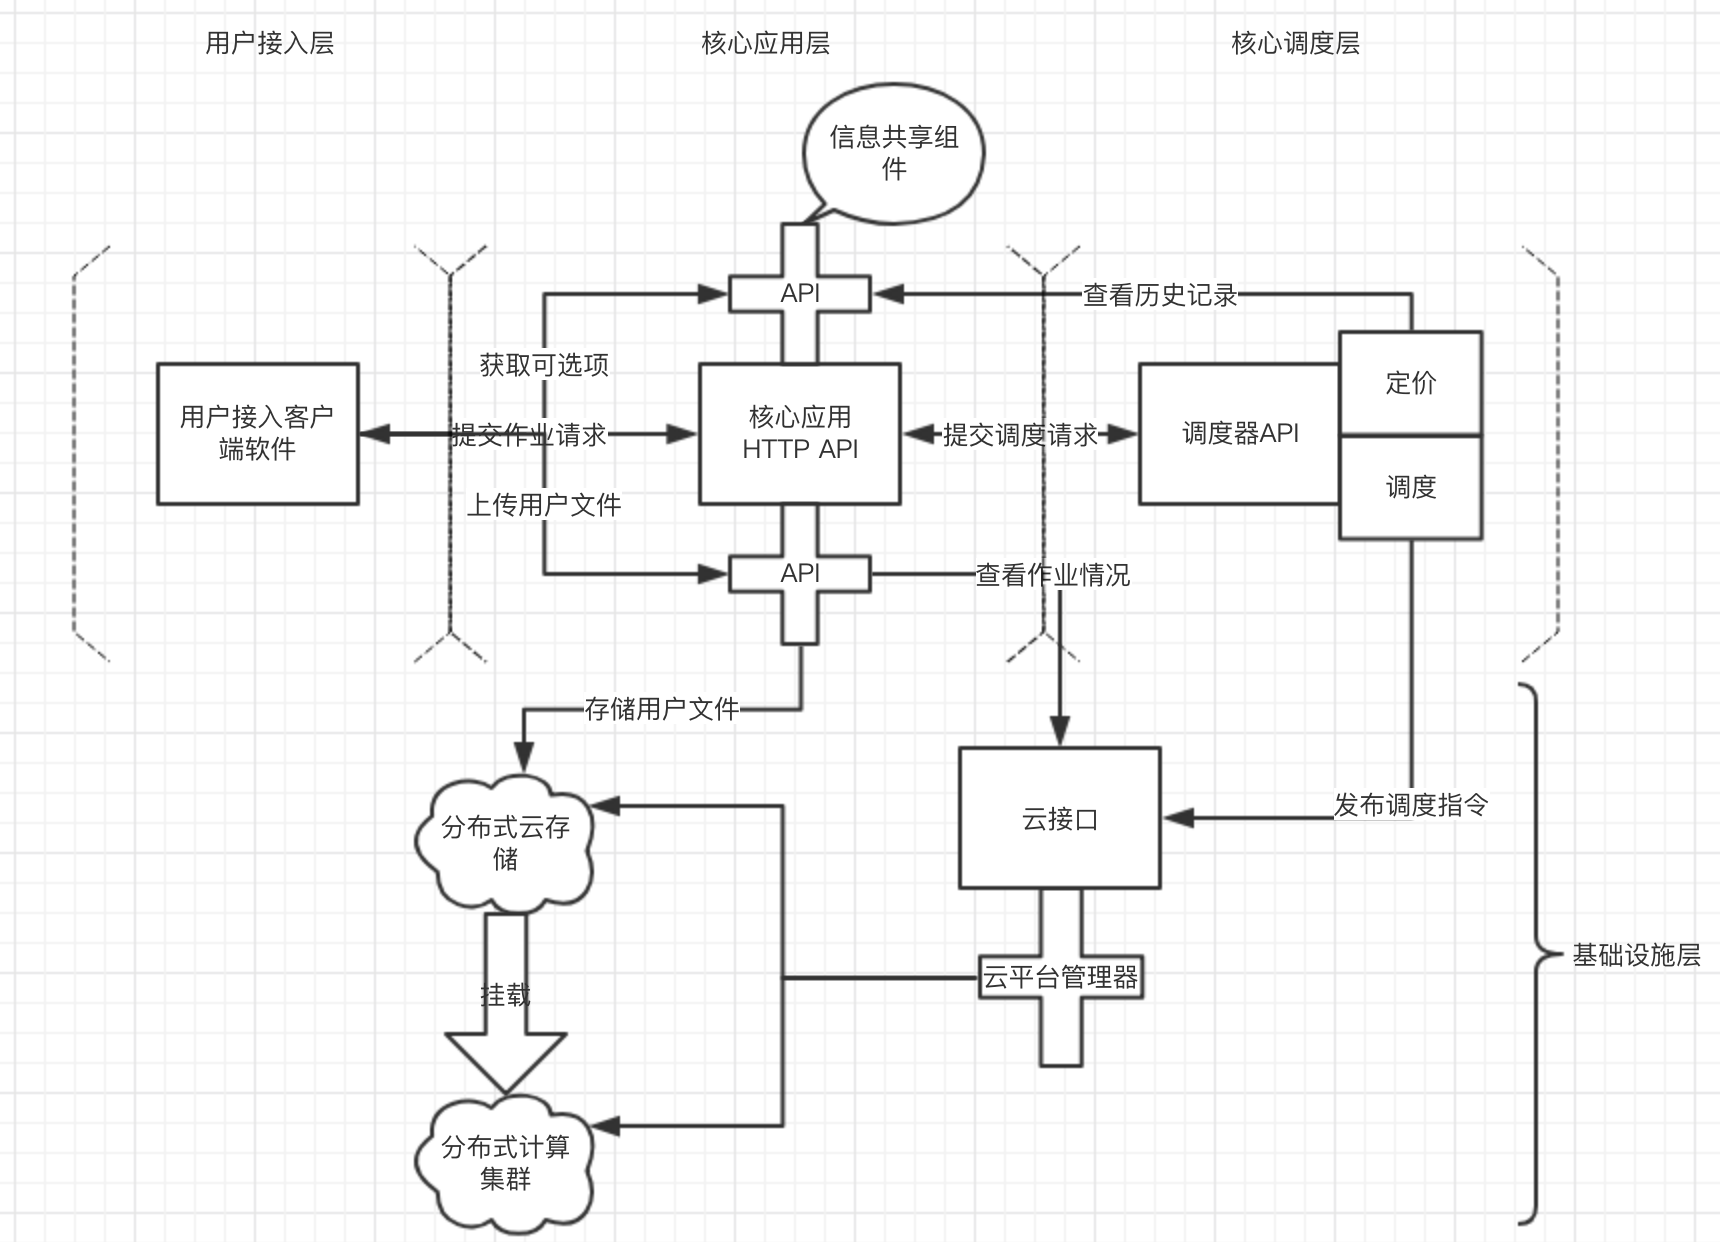 用户接入层
核心应用层
核心调度层
信息共享组
件
API
查看历史记录
获取可选项
定价
用户接入客户
端软件
提交作业请求
核心应用
HTTP API
提交调度请求
调度器API
调度
上传用户文件
API
查看作业情况
存储用户文件
分布式云存
储
云接口
发布调度指令
基础设施层
云平台管理器
挂载
分布式计算
集群